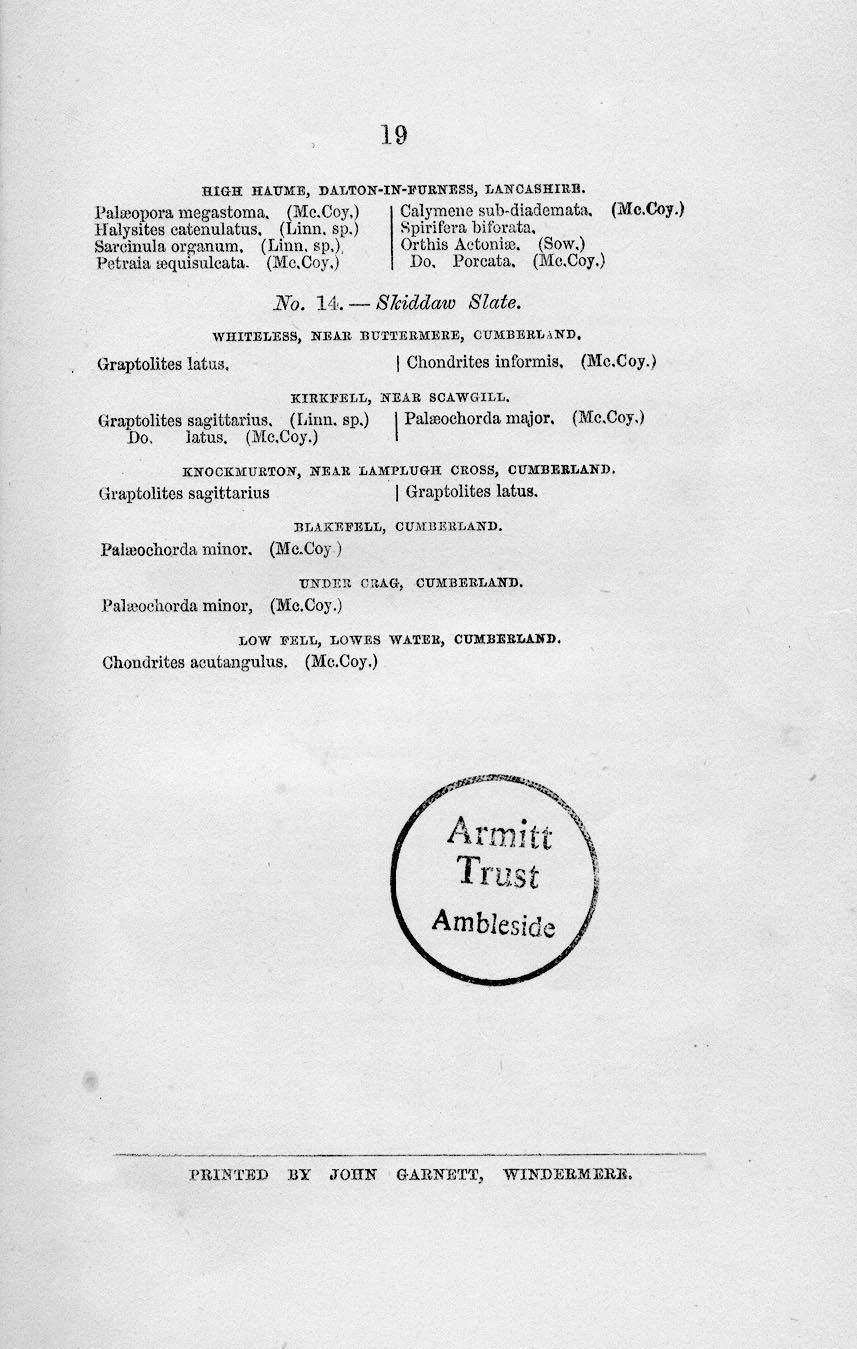 19
HIGH HAUME, DALTON-IN-FURNESS, LANCASHIRE.
Palæopora megastoma. (Mc.Coy,) | Calymene sub-diademata. (Mc.Coy.)
Halysites catenulatus. (Linn. sp.) | Spirifera biforata.
Sarcinula organum. (Linn. sp.) | Orthis Actoniæ. (Sow.)
Petraia æquisulcata. (Mc.Coy.) | Do. Porcata. (Mc.Coy.)
No. 14. — Skiddaw Slate.
WHITELESS, NEAR BUTTERMERE, CUMBERLAND.
Graptolites latus. | Chondrites informis. (Mc.Coy.)
KIRKFELL, NEAR SCAWGILL.
Graptolites sagittarius. (Linn. sp.) | Palæochorda major. (Mc.Coy.)
Do. latus. (Mc.Coy.) |
KNOCKMURTON, NEAR LAMPLUGH CROSS, CUMBERLAND.
Graptolites sagittarius | Graptolites latus.
BLAKEFELL, CUMBERLAND.
Palæochorda minor. (Mc.Coy.)
UNDER CRAG, CUMBERLAND.
Palæochorda minor, (Mc.Coy.)
LOW FELL, LOWES WATER, CUMBERLAND.
Chondrites acutangulus. (Mc.Coy.)
Armitt
Trust
Ambleside
PRINTED BY JOHN GARNETT, WINDERMERE.